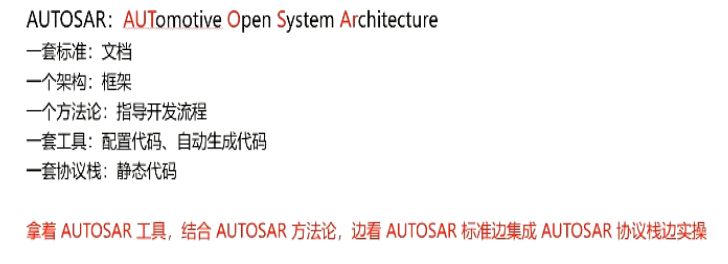 AUTOSAR：AUTomotive Open System Architecture
一套标准：文档
一个架构：框架
一个方法论：指导开发流程
一套工具：配置代码、自动生成代码
一套协议栈：静态代码
拿着 AUTOSAR 工具，结合 AUTOSAR 方法论，边看 AUTOSAR 标准边集成 AUTOSAR 协议栈边实操